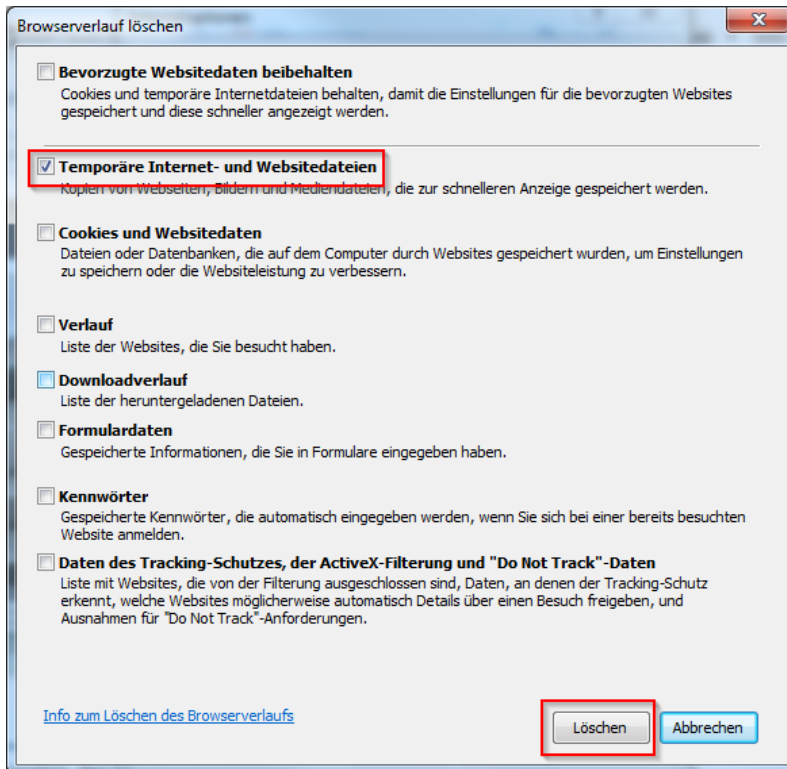 Browserverlauf löschen
Bevorzugte Websitedaten beibehalten
Cookies und temporäre Internetdateien behalten, damit die Einstellungen für die bevorzugten Websites
gespeichert und diese schneller angezeigt werden.
Temporäre Internet- und Websitedateien
Kopien von Webseiten, Bildern und Mediendateien, die zur schnelleren Anzeige gespeichert werden.
Cookies und Websitedaten
Dateien oder Datenbanken, die auf dem Computer durch Websites gespeichert wurden, um Einstellungen
zu speichern oder die Websiteleistung zu verbessern.
Verlauf
Liste der Websites, die Sie besucht haben.
Downloadverlauf
Liste der heruntergeladenen Dateien.
Formulardaten
Gespeicherte Informationen, die Sie in Formulare eingegeben haben.
Kennwörter
Gespeicherte Kennwörter, die automatisch eingegeben werden, wenn Sie sich bei einer bereits besuchten
Website anmelden.
Daten des Tracking-Schutzes, der ActiveX-Filterung und "Do Not Track"-Daten
Liste mit Websites, die von der Filterung ausgeschlossen sind, Daten, an denen der Tracking-Schutz
erkennt, welche Websites möglicherweise automatisch Details über einen Besuch freigeben, und
Ausnahmen für "Do Not Track"-Anforderungen.
Info zum Löschen des Browserverlaufs
Löschen
Abbrechen